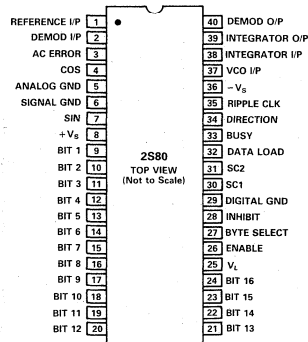 REFERENCE I/P 1
DEMOD I/P 2
AC ERROR 3
COS 4
ANALOG GND 5
SIGNAL GND 6
SIN 7
+VS 8
BIT 1 9
BIT 2 10
BIT 3 11
BIT 4 12
BIT 5 13
BIT 6 14
BIT 7 15
BIT 8 16
BIT 9 17
BIT 10 18
BIT 11 19
BIT 12 20
2S80
TOP VIEW
(Not to Scale)
40 DEMOD O/P
39 INTEGRATOR O/P
38 INTEGRATOR I/P
37 VCO I/P
36 −VS
35 RIPPLE CLK
34 DIRECTION
33 BUSY
32 DATA LOAD
31 SC2
30 SC1
29 DIGITAL GND
28 INHIBIT
27 BYTE SELECT
26 ENABLE
25 VL
24 BIT 16
23 BIT 15
22 BIT 14
21 BIT 13